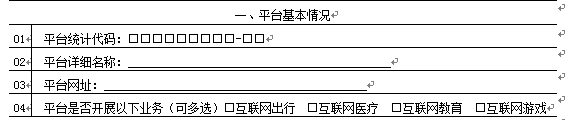 一、平台基本情况
01 平台统计代码：□□□□□□□□□-□□
02 平台详细名称：
03 平台网址：
04 平台是否开展以下业务（可多选）□互联网出行 □互联网医疗 □互联网教育 □互联网游戏